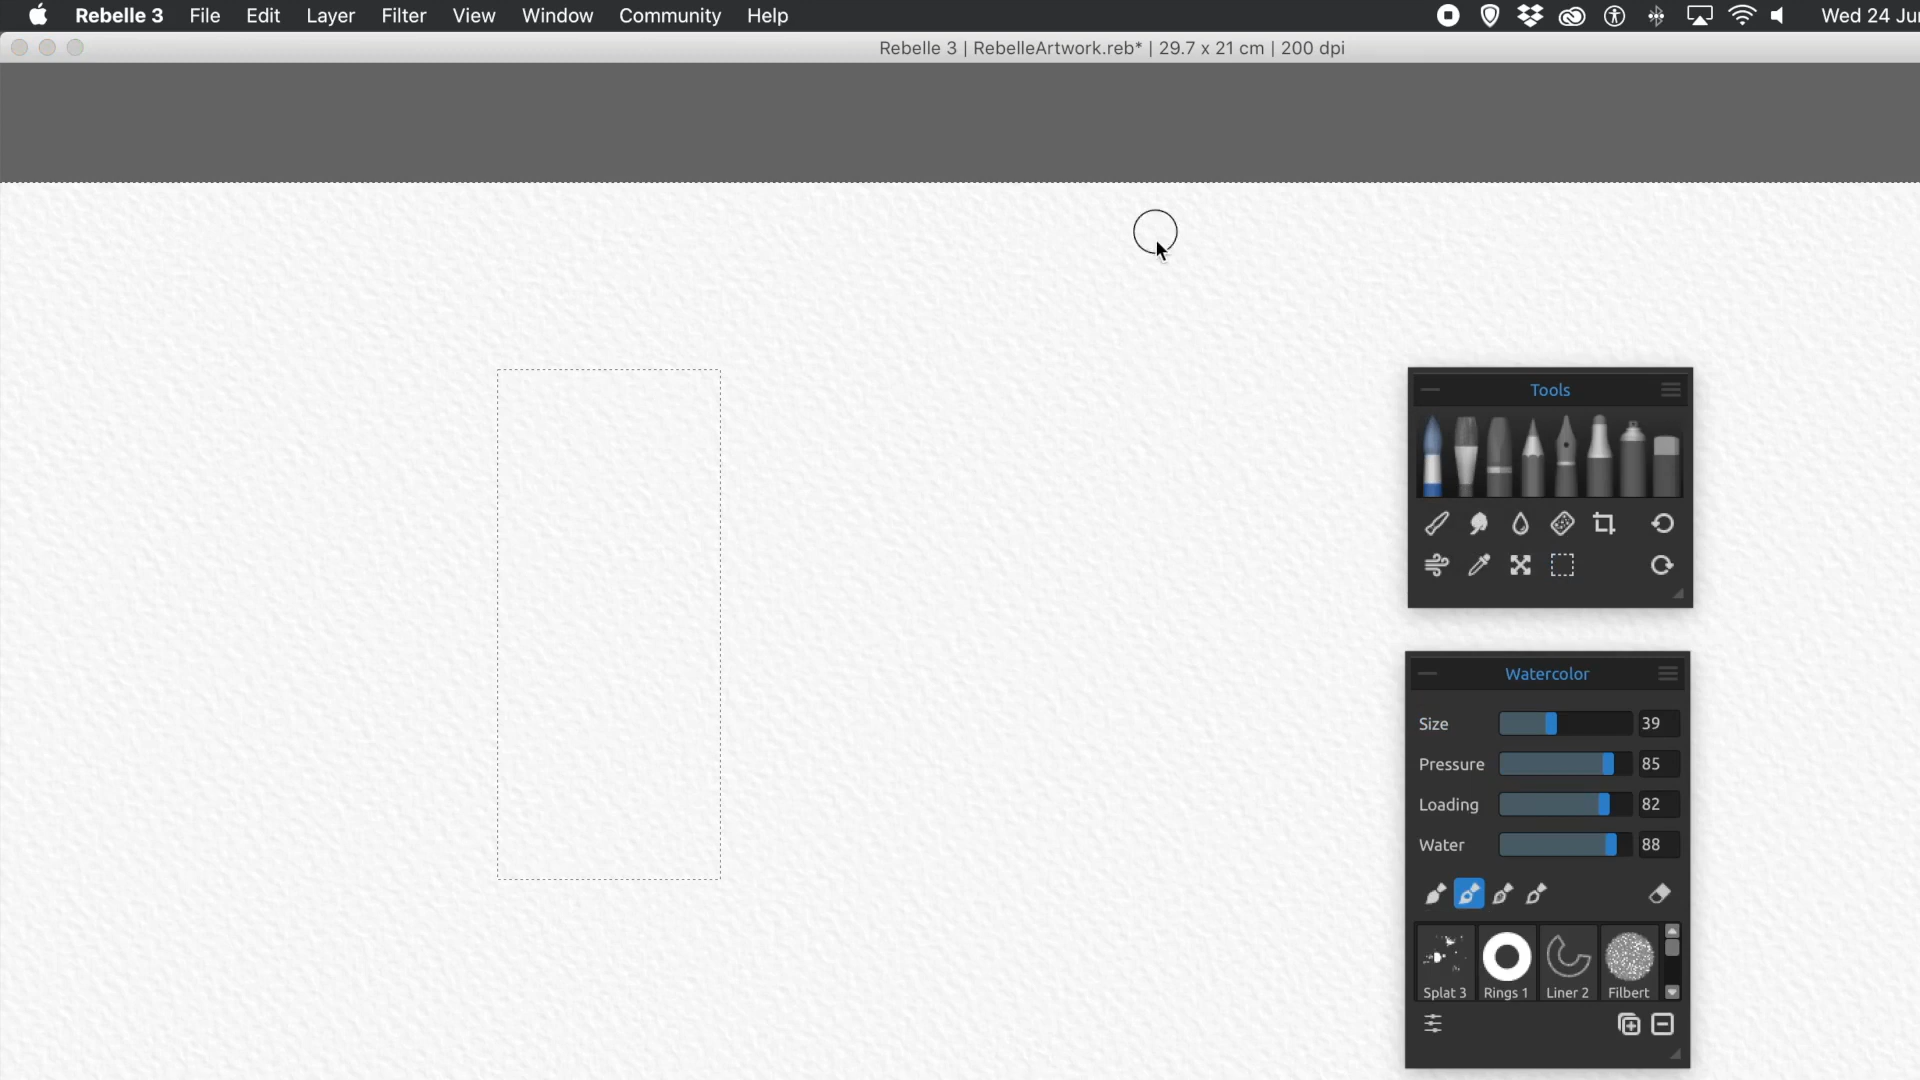 Rebelle 3 File Edit Layer Filter View Window Community Help Wed 24 Jun
Rebelle 3 | RebelleArtwork.reb* | 29.7 x 21 cm | 200 dpi
Tools
Watercolor
Size 39
Pressure 85
Loading 82
Water 88
Splat 3 Rings 1 Liner 2 Filbert